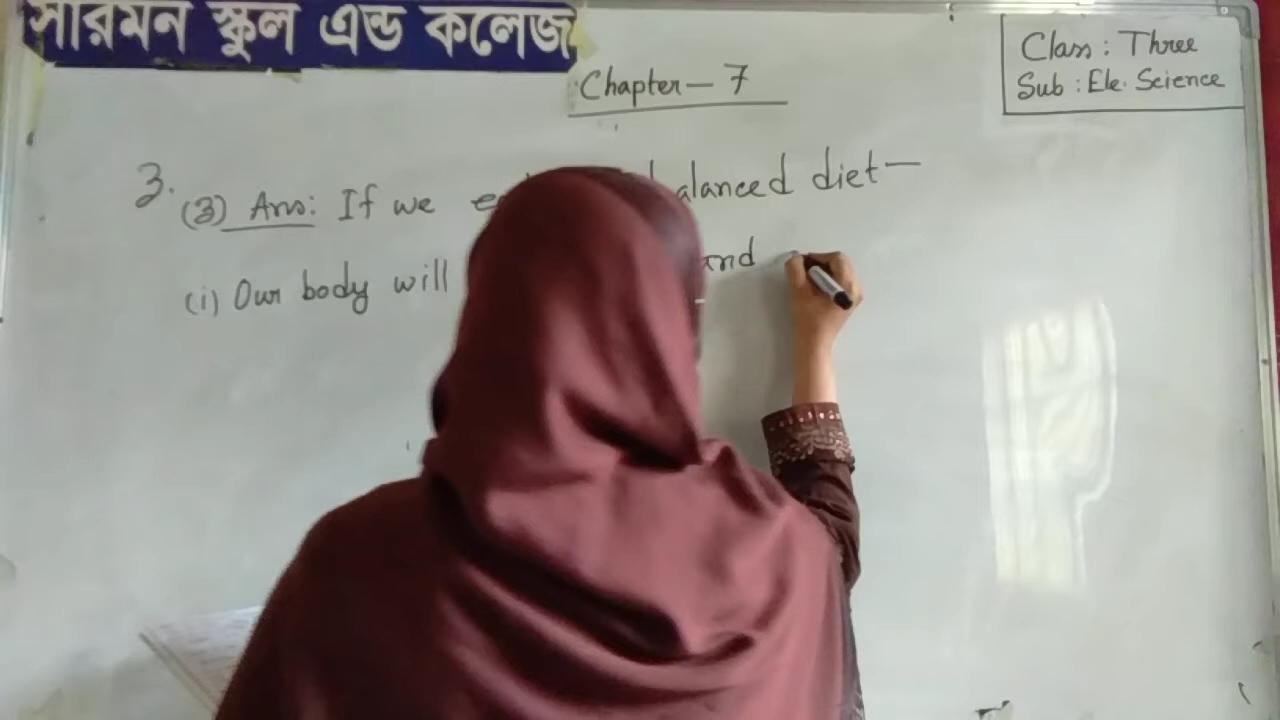 সারমন স্কুল এন্ড কলেজ
Chapter — 7
Class : Three
Sub : Ele. Science
3. (3) Ans: If we balanced diet —
(i) Our body will and